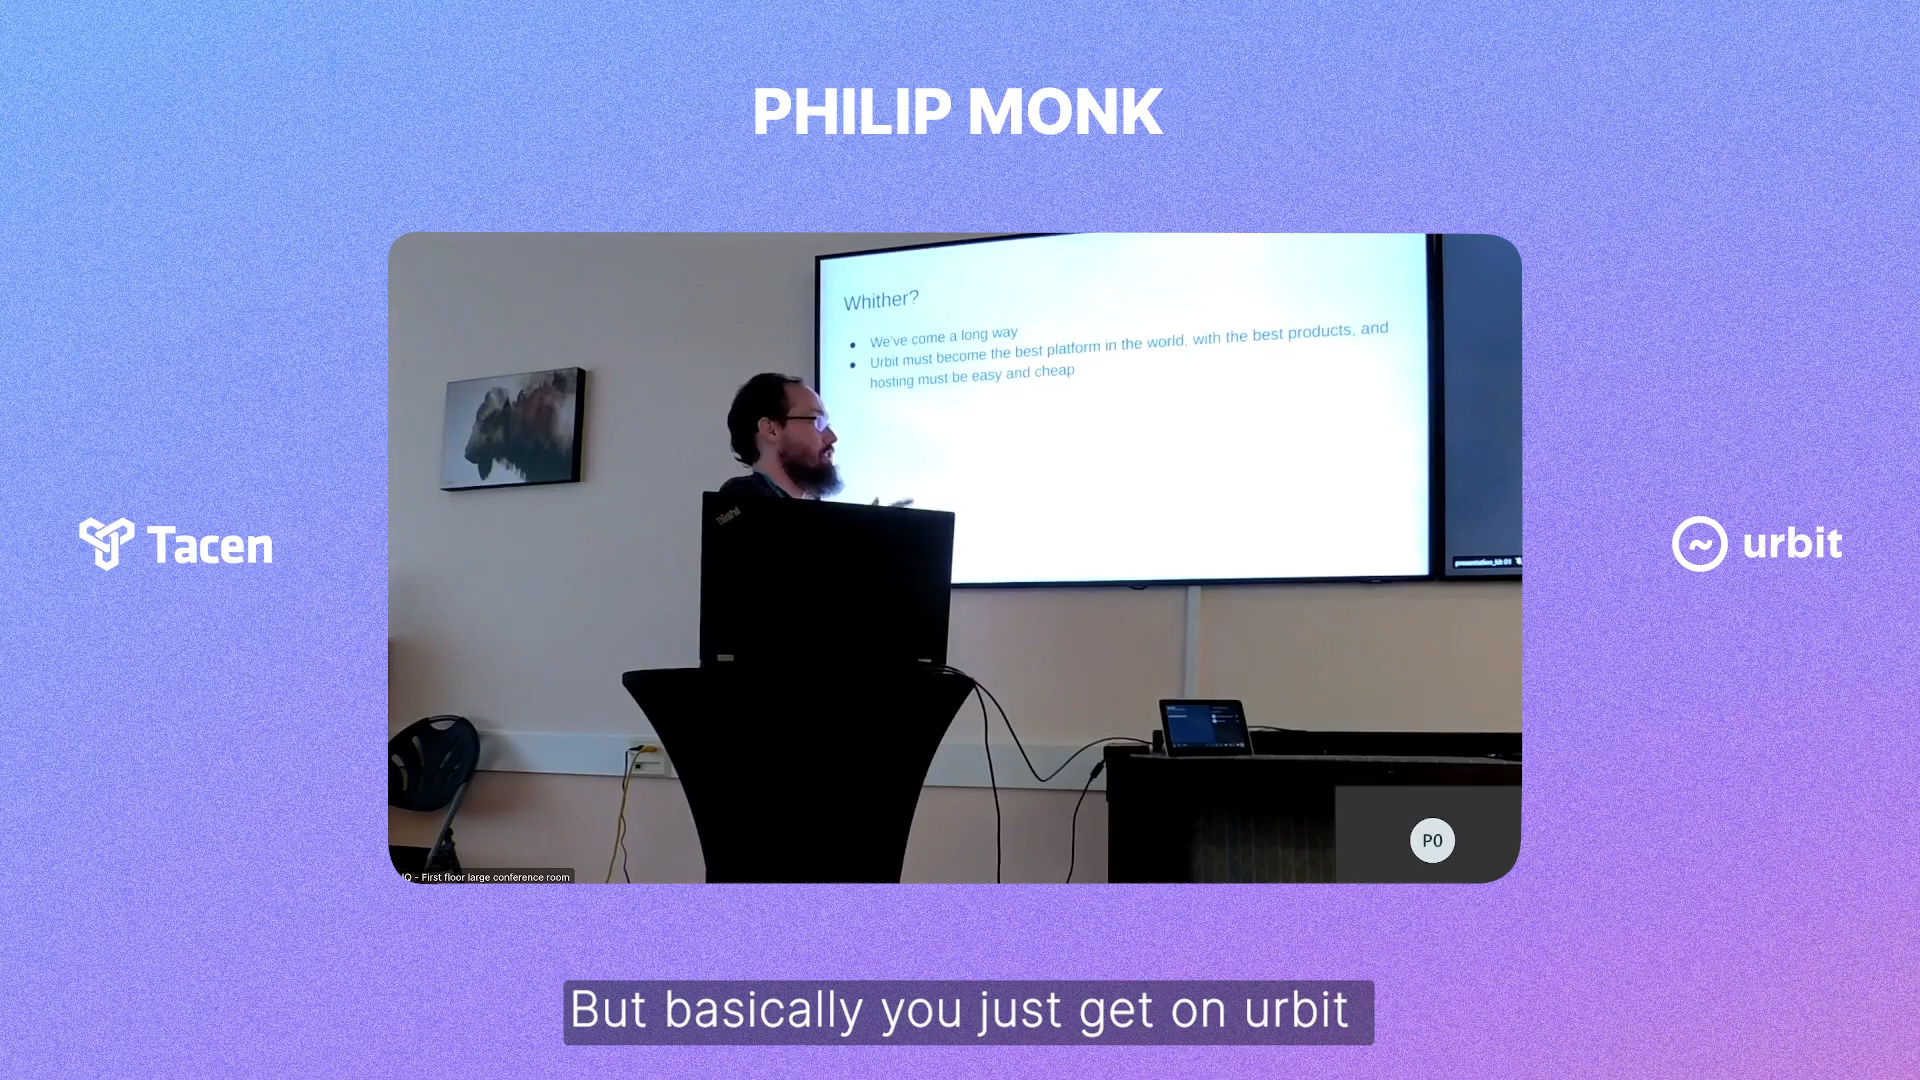 PHILIP MONK
Whither?
● We've come a long way
● Urbit must become the best platform in the world, with the best products, and
hosting must be easy and cheap
ThinkPad
Tacen
~ urbit
P0
- First floor large conference room
But basically you just get on urbit